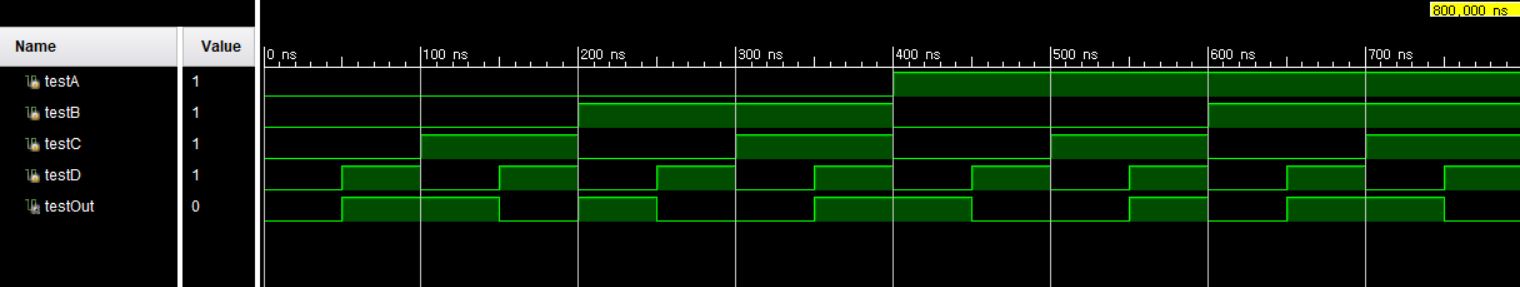 800,000 ns
Name Value
0 ns 100 ns 200 ns 300 ns 400 ns 500 ns 600 ns 700 ns
testA 1
testB 1
testC 1
testD 1
testOut 0